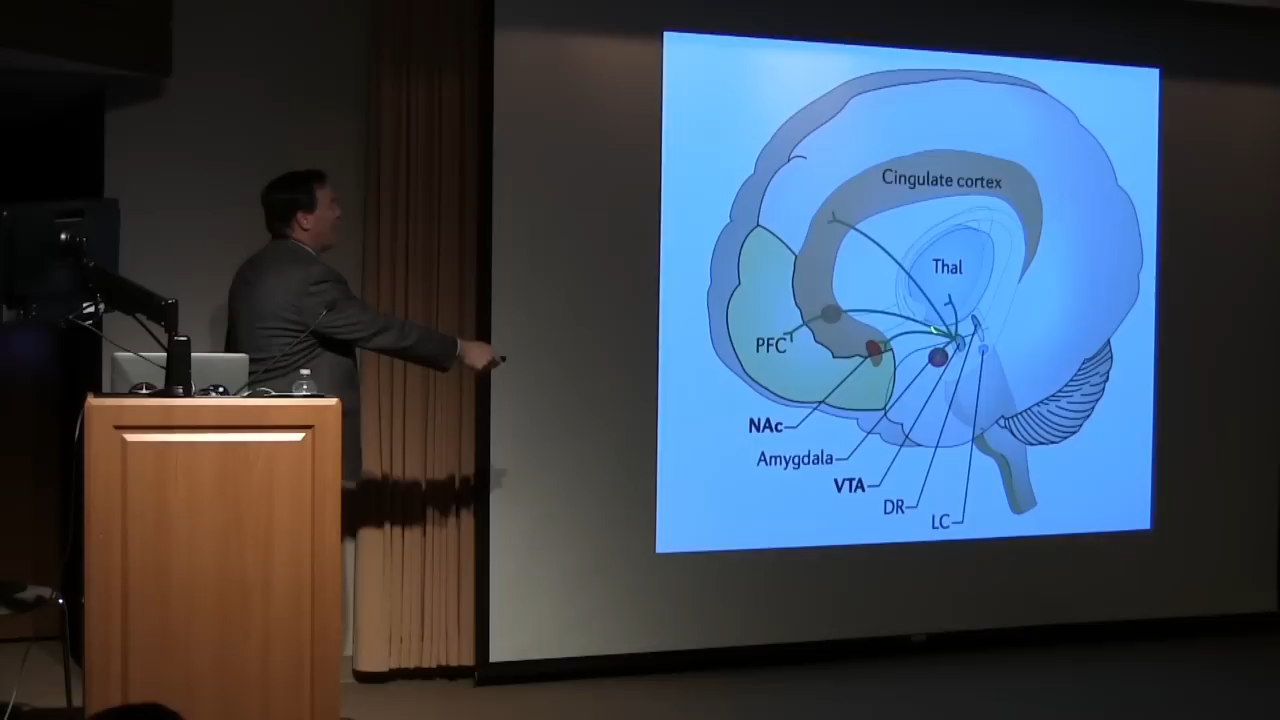 Cingulate cortex
Thal
PFC
NAc
Amygdala
VTA
DR
LC